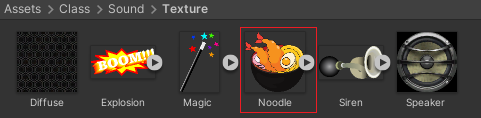 Assets > Class > Sound > Texture
BOOM!!!
Diffuse Explosion Magic Noodle Siren Speaker